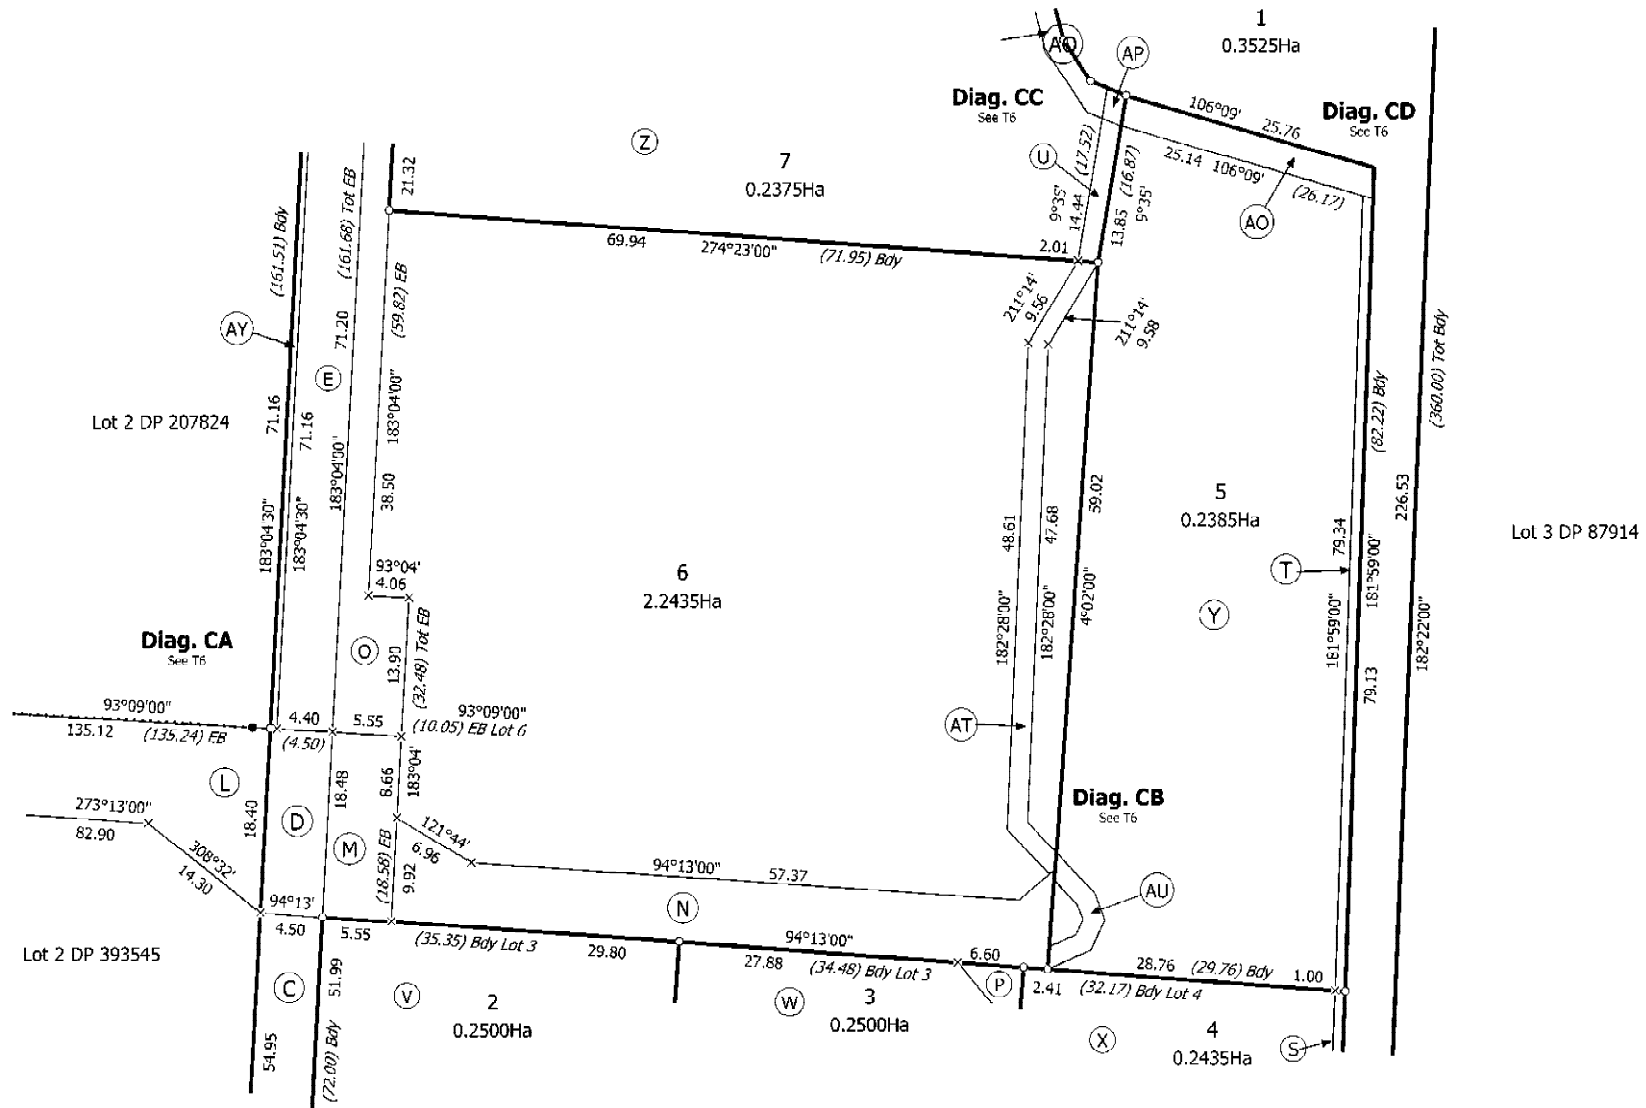 1
0.3525Ha
AP
Diag. CC
See T6
106°09'
25.76
Diag. CD
See T6
Z
7
0.2375Ha
U
(17.52)
(16.87)
25.14
106°09'
(26.17)
AO
21.32
(161.51) Bdy
(161.68) Tot EB
(59.82) EB
69.94
274°23'00"
(71.95) Bdy
2.01
9°35'
14.44
13.85
9°35'
211°14'
9.56
211°14'
9.58
AY
71.20
E
183°04'00"
(82.22) Bdy
(360.00) Tot Bdy
Lot 2 DP 207824
71.16
71.16
183°04'00"
38.50
59.02
5
0.2385Ha
226.53
Lot 3 DP 87914
183°04'30"
183°04'30"
48.61
47.68
79.34
181°59'00"
T
93°04'
4.06
6
2.2435Ha
4°02'00"
Y
182°28'00"
182°28'00"
181°59'00"
182°22'00"
Diag. CA
See T6
O
13.90
(32.48) Tot EB
79.13
93°09'00"
135.12
(135.24) EB
4.40
(4.50)
5.55
93°09'00"
(10.05) EB Lot 6
AT
L
18.48
8.66
183°04'
Diag. CB
See T6
273°13'00"
82.90
18.40
D
M
121°44'
6.96
308°32'
14.30
(18.58) EB
9.92
94°13'00"
57.37
AU
94°13'
4.50
5.55
N
Lot 2 DP 393545
(35.35) Bdy Lot 3
29.80
94°13'00"
27.88
(34.48) Bdy Lot 3
6.60
28.76
(29.76) Bdy
1.00
C
51.99
V
2
0.2500Ha
W
3
0.2500Ha
P
2.41
(32.17) Bdy Lot 4
X
4
0.2435Ha
S
54.95
(72.00) Bdy